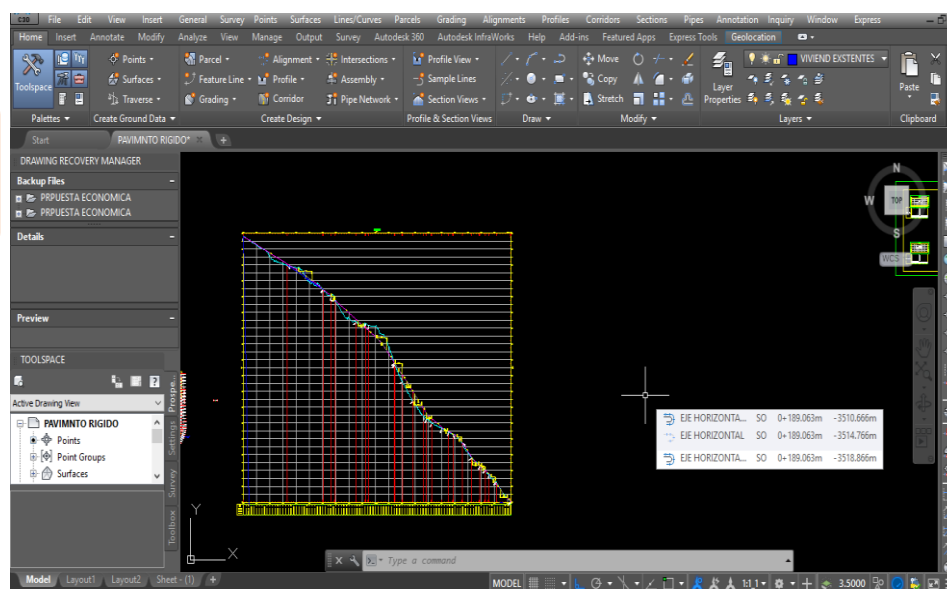 C3D File Edit View Insert General Survey Points Surfaces Lines/Curves Parcels Grading Alignments Profiles Corridors Sections Pipes Annotation Inquiry Window Express
Home Insert Annotate Modify Analyze View Manage Output Survey Autodesk 360 Autodesk InfraWorks Help Add-ins Featured Apps Express Tools Geolocation
Points Parcel Alignment Intersections Profile View Move VIVIEND EXISTENTES
Toolspace Surfaces Feature Line Profile Assembly Sample Lines Copy Layer Properties Paste
Traverse Grading Corridor Pipe Network Section Views Stretch
Palettes Create Ground Data Create Design Profile & Section Views Draw Modify Layers Clipboard
Start PAVIMNTO RIGIDO*
DRAWING RECOVERY MANAGER
Backup Files
PRPUESTA ECONOMICA
PRPUESTA ECONOMICA
Details
Preview
TOOLSPACE
Active Drawing View
PAVIMNTO RIGIDO
Points
Point Groups
Surfaces
Prospe...
Settings
Survey
Toolbox
N
W TOP
S
WCS
EJE HORIZONTA... SO 0+189.063m -3510.666m
EJE HORIZONTAL SO 0+189.063m -3514.766m
EJE HORIZONTA... SO 0+189.063m -3518.866m
Y
X
Type a command
Model Layout1 Layout2 Sheet - (1) +
MODEL 1:1,1 3.5000